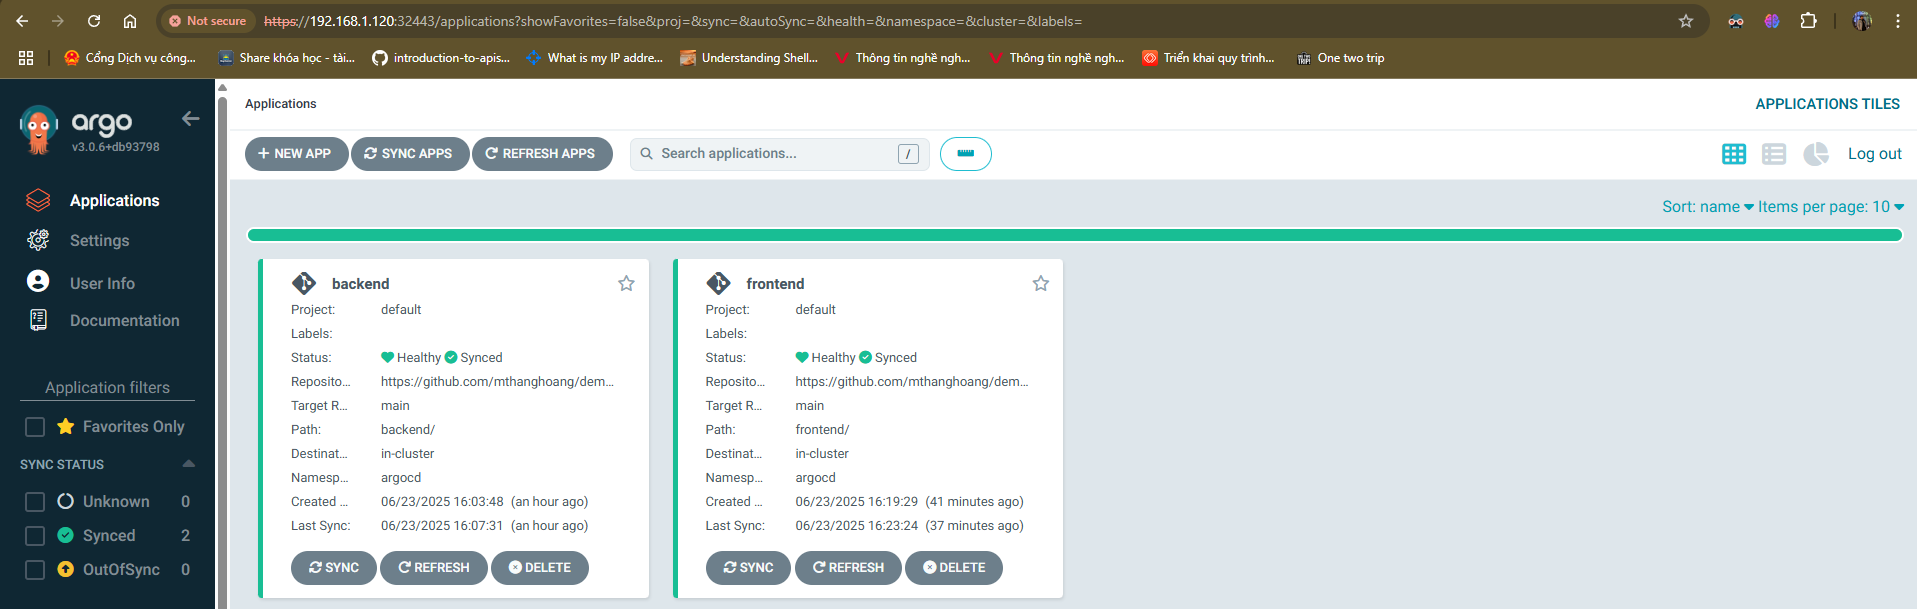 Not secure https://192.168.1.120:32443/applications?showFavorites=false&proj=&sync=&autoSync=&health=&namespace=&cluster=&labels=
Cổng Dịch vụ công... Share khóa học - tài... introduction-to-apis... What is my IP addre... Understanding Shell... Thông tin nghề ngh... Thông tin nghề ngh... Triển khai quy trình... One two trip
argo
v3.0.6+db93798
Applications
Settings
User Info
Documentation
Application filters
Favorites Only
SYNC STATUS
Unknown 0
Synced 2
OutOfSync 0
Applications APPLICATIONS TILES
+ NEW APP SYNC APPS REFRESH APPS Search applications... / Log out
Sort: name Items per page: 10
backend
Project: default
Labels:
Status: Healthy Synced
Reposito... https://github.com/mthanghoang/dem...
Target R... main
Path: backend/
Destinat... in-cluster
Namesp... argocd
Created ... 06/23/2025 16:03:48 (an hour ago)
Last Sync: 06/23/2025 16:07:31 (an hour ago)
SYNC REFRESH DELETE
frontend
Project: default
Labels:
Status: Healthy Synced
Reposito... https://github.com/mthanghoang/dem...
Target R... main
Path: frontend/
Destinat... in-cluster
Namesp... argocd
Created ... 06/23/2025 16:19:29 (41 minutes ago)
Last Sync: 06/23/2025 16:23:24 (37 minutes ago)
SYNC REFRESH DELETE